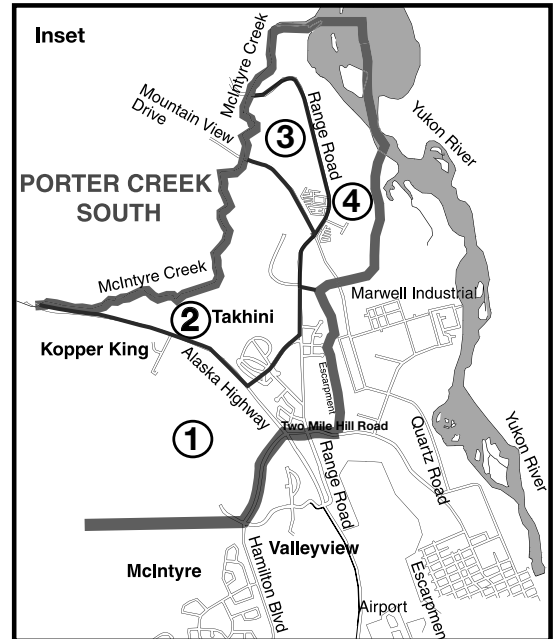 Inset
McIntyre Creek
Mountain View
Drive
Range Road
3
Yukon River
PORTER CREEK
SOUTH
4
McIntyre Creek
Marwell Industrial
2
Takhini
Kopper King
Alaska Highway
Escarpment
1
Two Mile Hill Road
Quartz Road
Yukon River
Range Road
Valleyview
McIntyre
Hamilton Blvd
Escarpmen
Airport